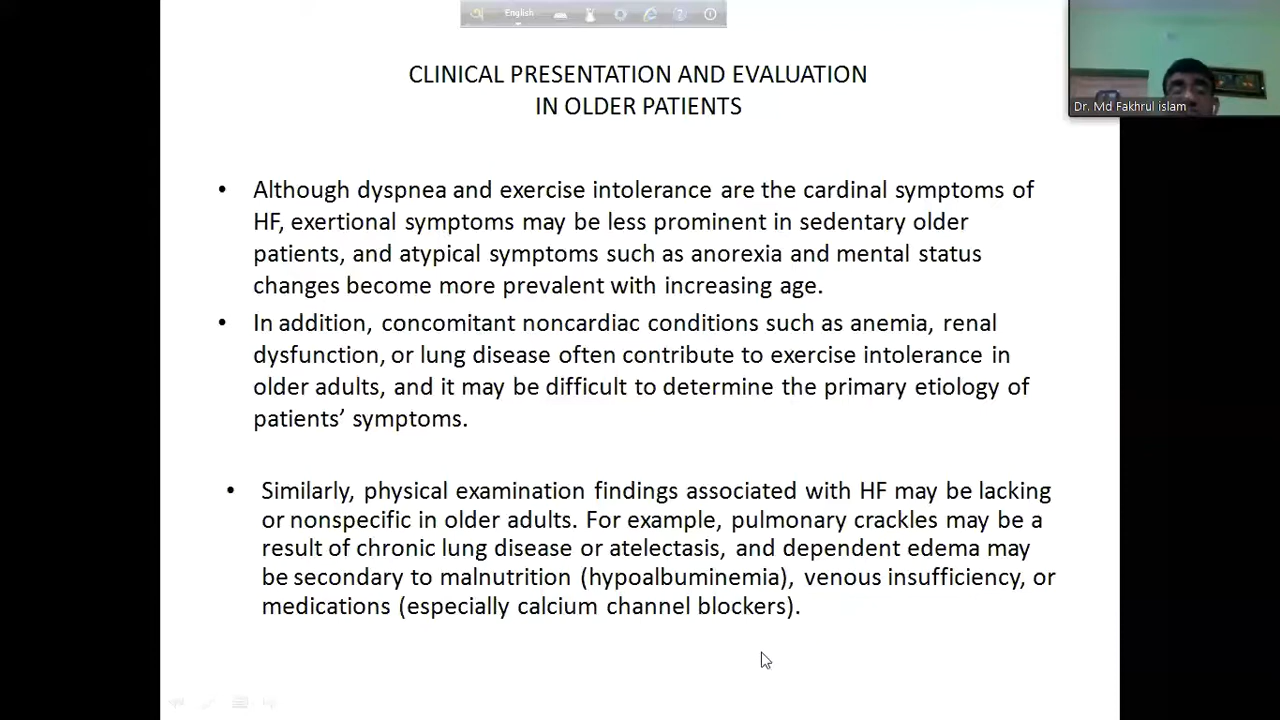 English
CLINICAL PRESENTATION AND EVALUATION
IN OLDER PATIENTS
Dr. Md Fakhrul islam
• Although dyspnea and exercise intolerance are the cardinal symptoms of
HF, exertional symptoms may be less prominent in sedentary older
patients, and atypical symptoms such as anorexia and mental status
changes become more prevalent with increasing age.
• In addition, concomitant noncardiac conditions such as anemia, renal
dysfunction, or lung disease often contribute to exercise intolerance in
older adults, and it may be difficult to determine the primary etiology of
patients’ symptoms.
• Similarly, physical examination findings associated with HF may be lacking
or nonspecific in older adults. For example, pulmonary crackles may be a
result of chronic lung disease or atelectasis, and dependent edema may
be secondary to malnutrition (hypoalbuminemia), venous insufficiency, or
medications (especially calcium channel blockers).